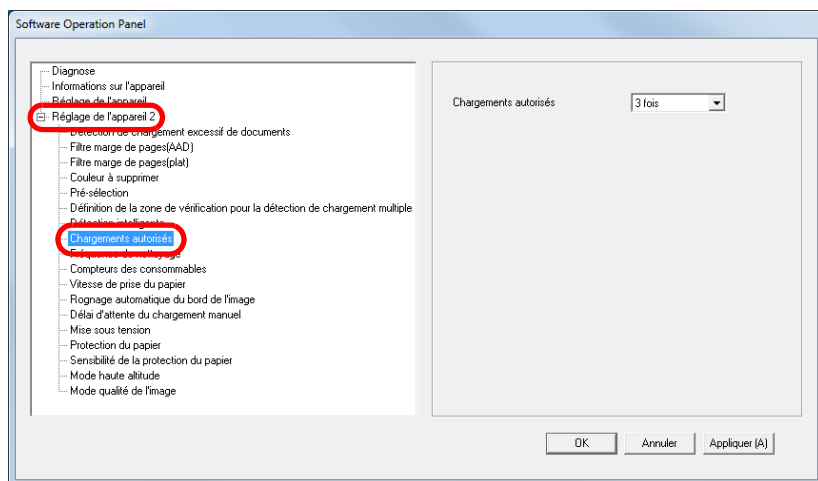 Software Operation Panel
Diagnose
Informations sur l'appareil
Réglage de l'appareil
Réglage de l'appareil 2
Détection de chargement excessif de documents
Filtre marge de pages(AAD)
Filtre marge de pages(plat)
Couleur à supprimer
Pré-sélection
Définition de la zone de vérification pour la détection de chargement multiple
Détection intelligente
Chargements autorisés
Fréquence de nettoyage
Compteurs des consommables
Vitesse de prise du papier
Rognage automatique du bord de l'image
Délai d'attente du chargement manuel
Mise sous tension
Protection du papier
Sensibilité de la protection du papier
Mode haute altitude
Mode qualité de l'image
Chargements autorisés
3 fois
OK
Annuler
Appliquer (A)